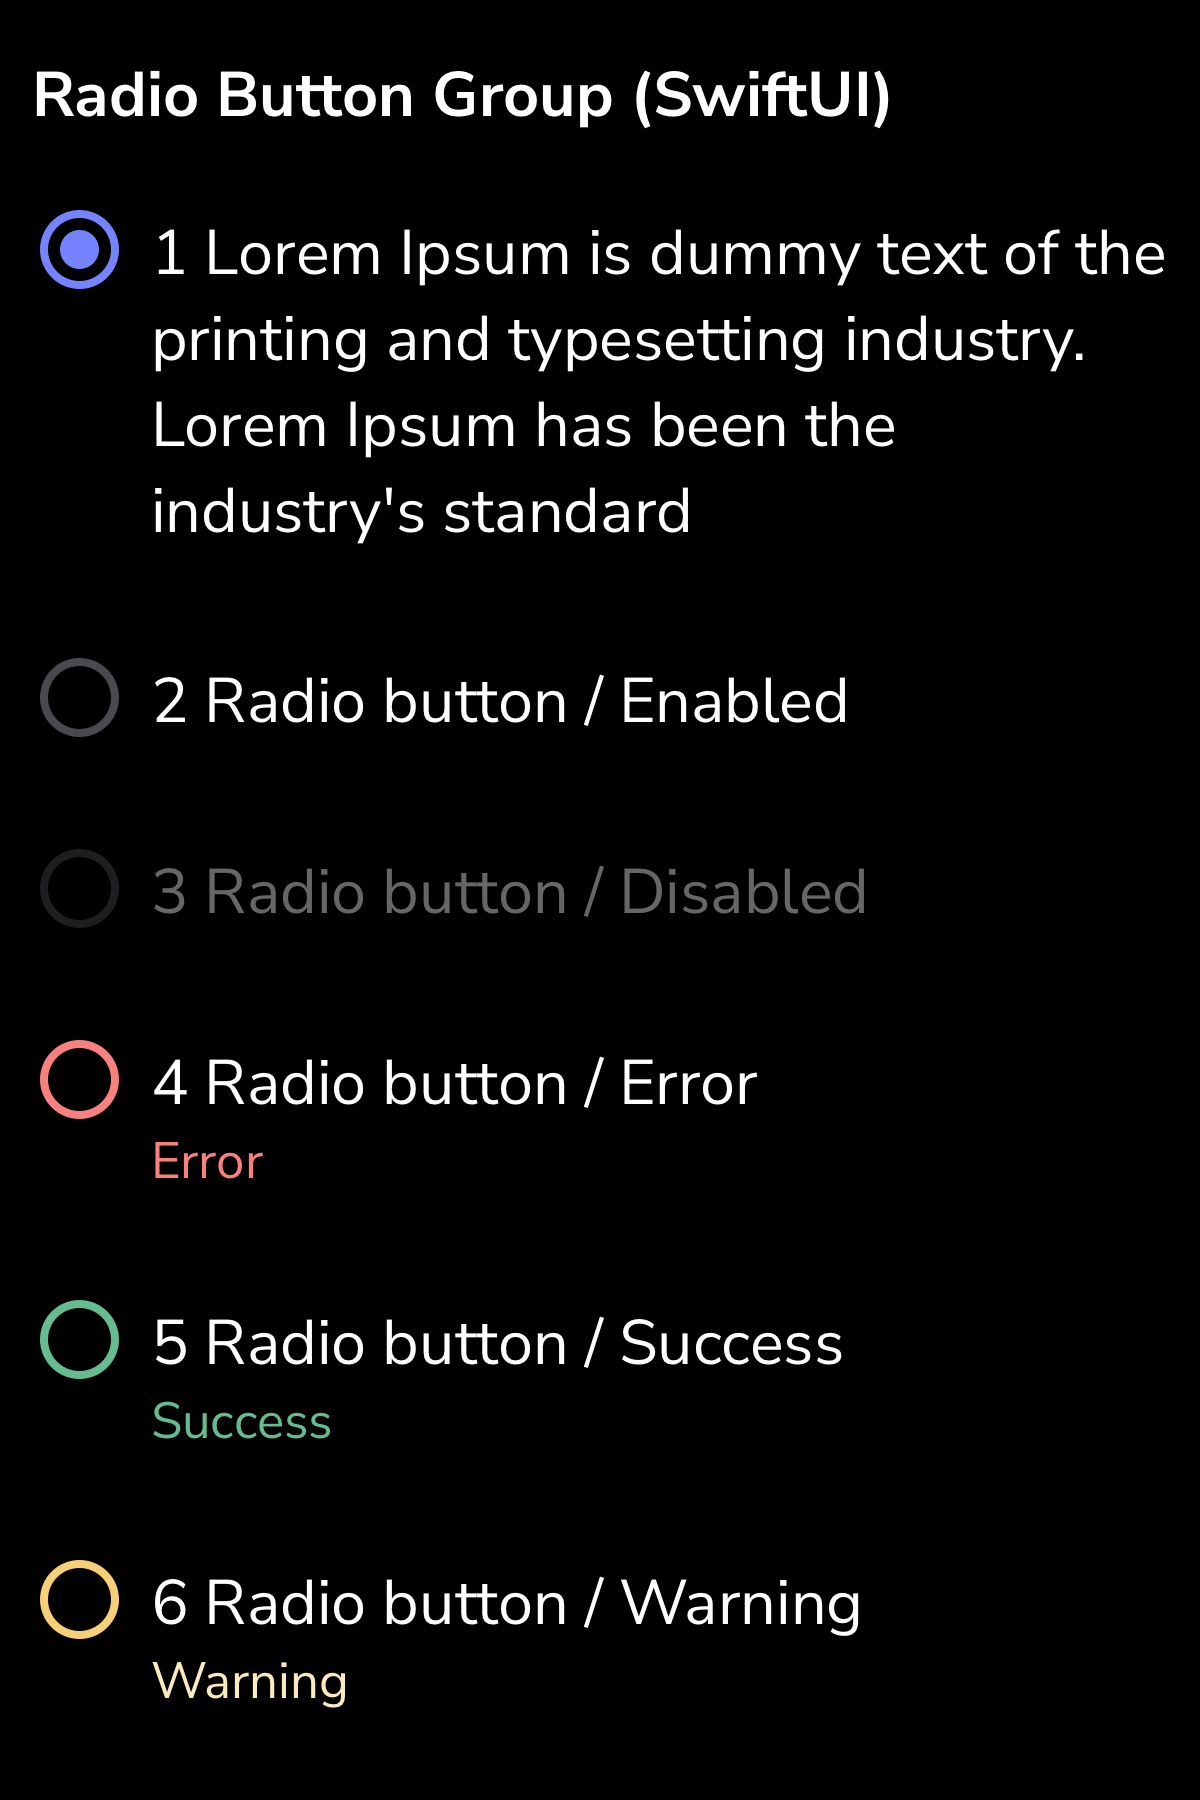 Radio Button Group (SwiftUI)
1 Lorem Ipsum is dummy text of the
printing and typesetting industry.
Lorem Ipsum has been the
industry's standard
2 Radio button / Enabled
3 Radio button / Disabled
4 Radio button / Error
Error
5 Radio button / Success
Success
6 Radio button / Warning
Warning